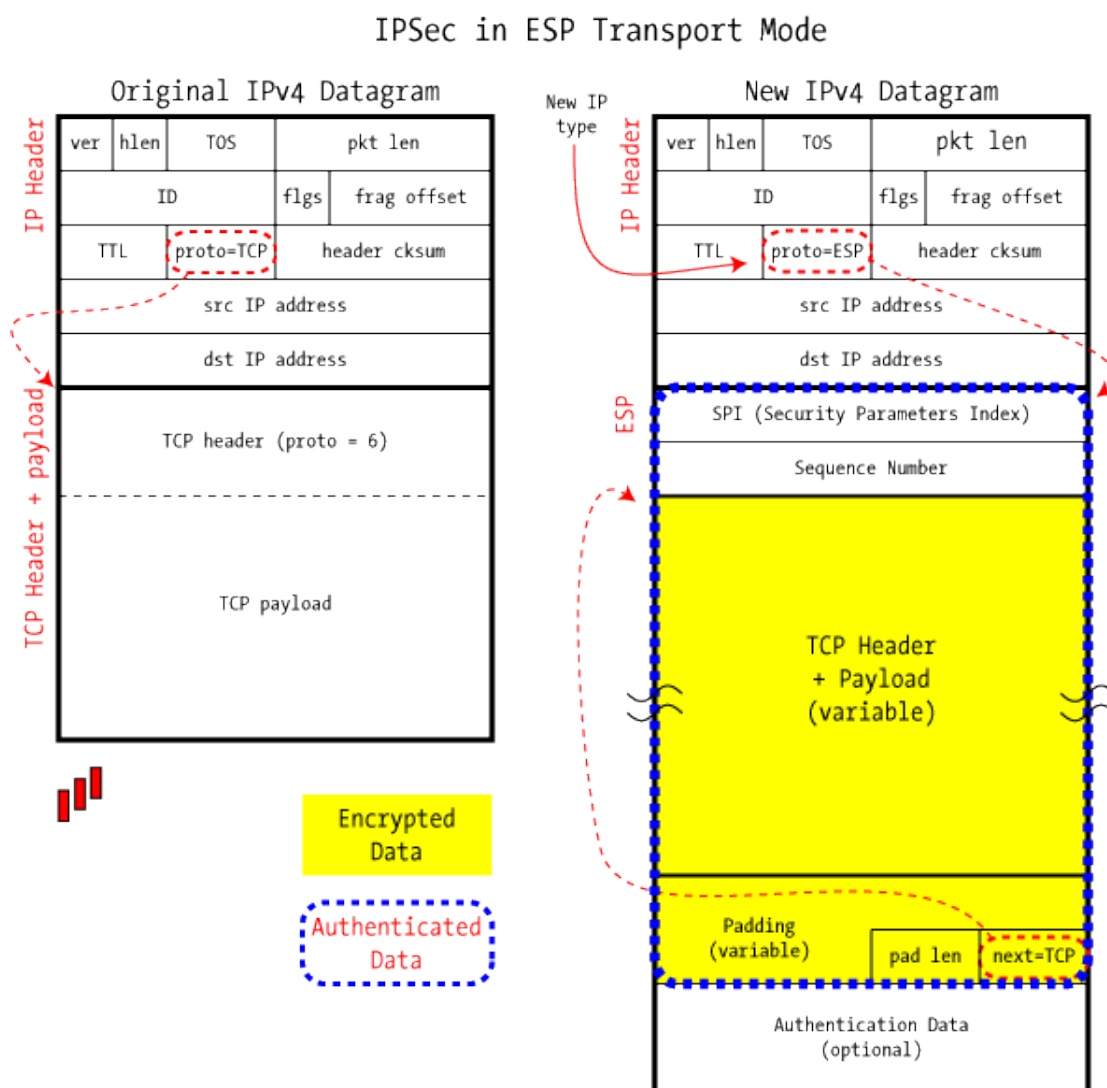 IPSec in ESP Transport Mode
Original IPv4 Datagram
IP Header
ver
hlen
TOS
pkt len
ID
flgs
frag offset
TTL
proto=TCP
header cksum
src IP address
dst IP address
TCP Header + payload
TCP header (proto = 6)
TCP payload
Encrypted
Data
Authenticated
Data
New IP
type
New IPv4 Datagram
IP Header
ver
hlen
TOS
pkt len
ID
flgs
frag offset
TTL
proto=ESP
header cksum
src IP address
dst IP address
ESP
SPI (Security Parameters Index)
Sequence Number
TCP Header
+ Payload
(variable)
Padding
(variable)
pad len
next=TCP
Authentication Data
(optional)